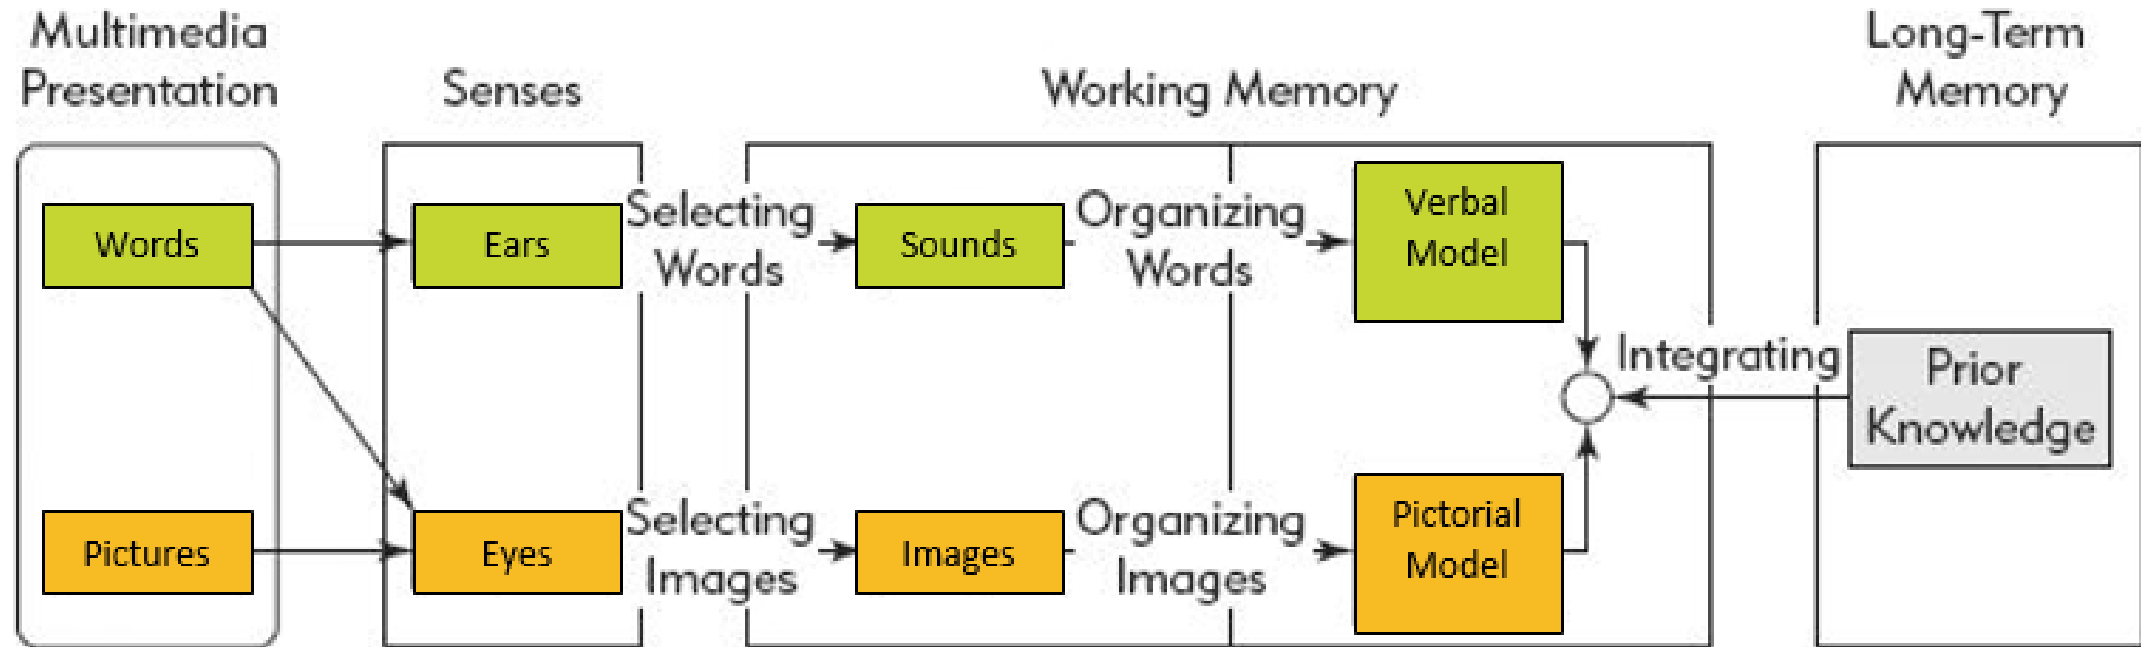 Multimedia
Presentation
Senses
Working Memory
Long-Term
Memory
Words
Ears
Selecting
Words
Sounds
Organizing
Words
Verbal
Model
Integrating
Prior
Knowledge
Pictures
Eyes
Selecting
Images
Images
Organizing
Images
Pictorial
Model